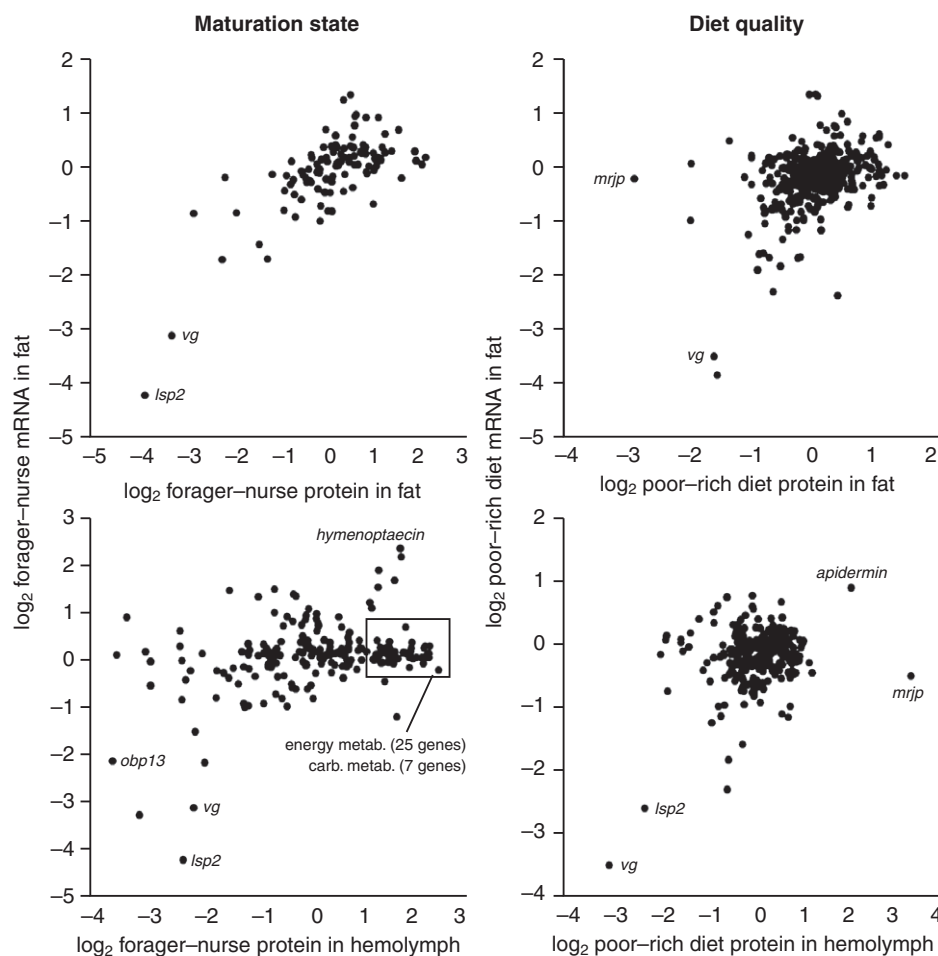 Maturation state
Diet quality
log₂ forager–nurse mRNA in fat
2
1
0
–1
–2
–3
–4
–5
vg
lsp2
–5
–4
–3
–2
–1
0
1
2
3
log₂ forager–nurse protein in fat
log₂ poor–rich diet mRNA in fat
2
1
0
–1
–2
–3
–4
–5
mrjp
vg
–4
–3
–2
–1
0
1
2
log₂ poor–rich diet protein in fat
3
2
1
0
–1
–2
–3
–4
–5
hymenoptaecin
energy metab. (25 genes)
carb. metab. (7 genes)
obp13
vg
lsp2
–4
–3
–2
–1
0
1
2
3
log₂ forager–nurse protein in hemolymph
2
1
0
–1
–2
–3
–4
apidermin
mrjp
lsp2
vg
–4
–3
–2
–1
0
1
2
3
4
log₂ poor–rich diet protein in hemolymph